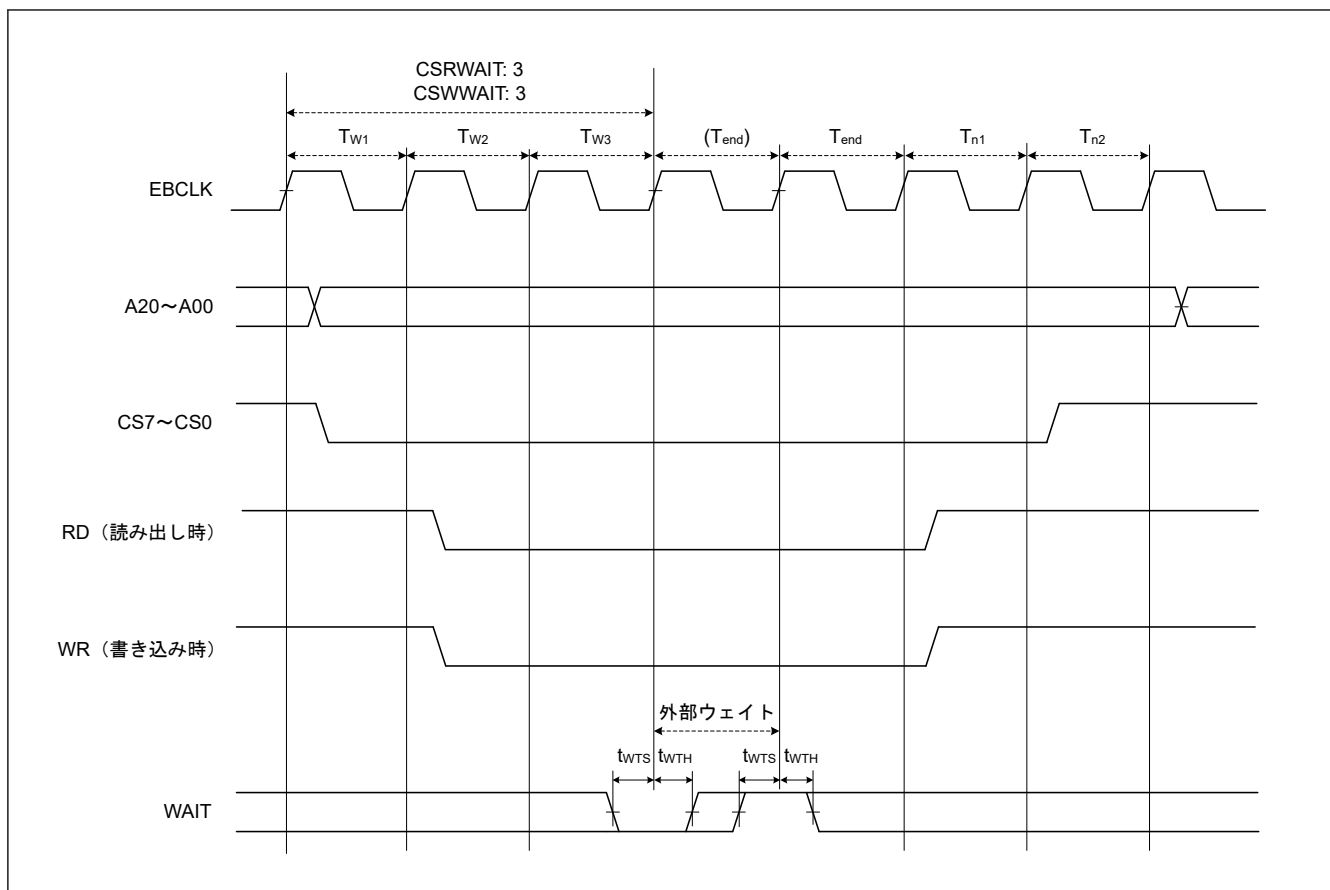 CSRWAIT: 3
CSWWAIT: 3
TW1 TW2 TW3 (Tend) Tend Tn1 Tn2
EBCLK
A20～A00
CS7～CS0
RD（読み出し時）
WR（書き込み時）
外部ウェイト
tWTS tWTH tWTS tWTH
WAIT